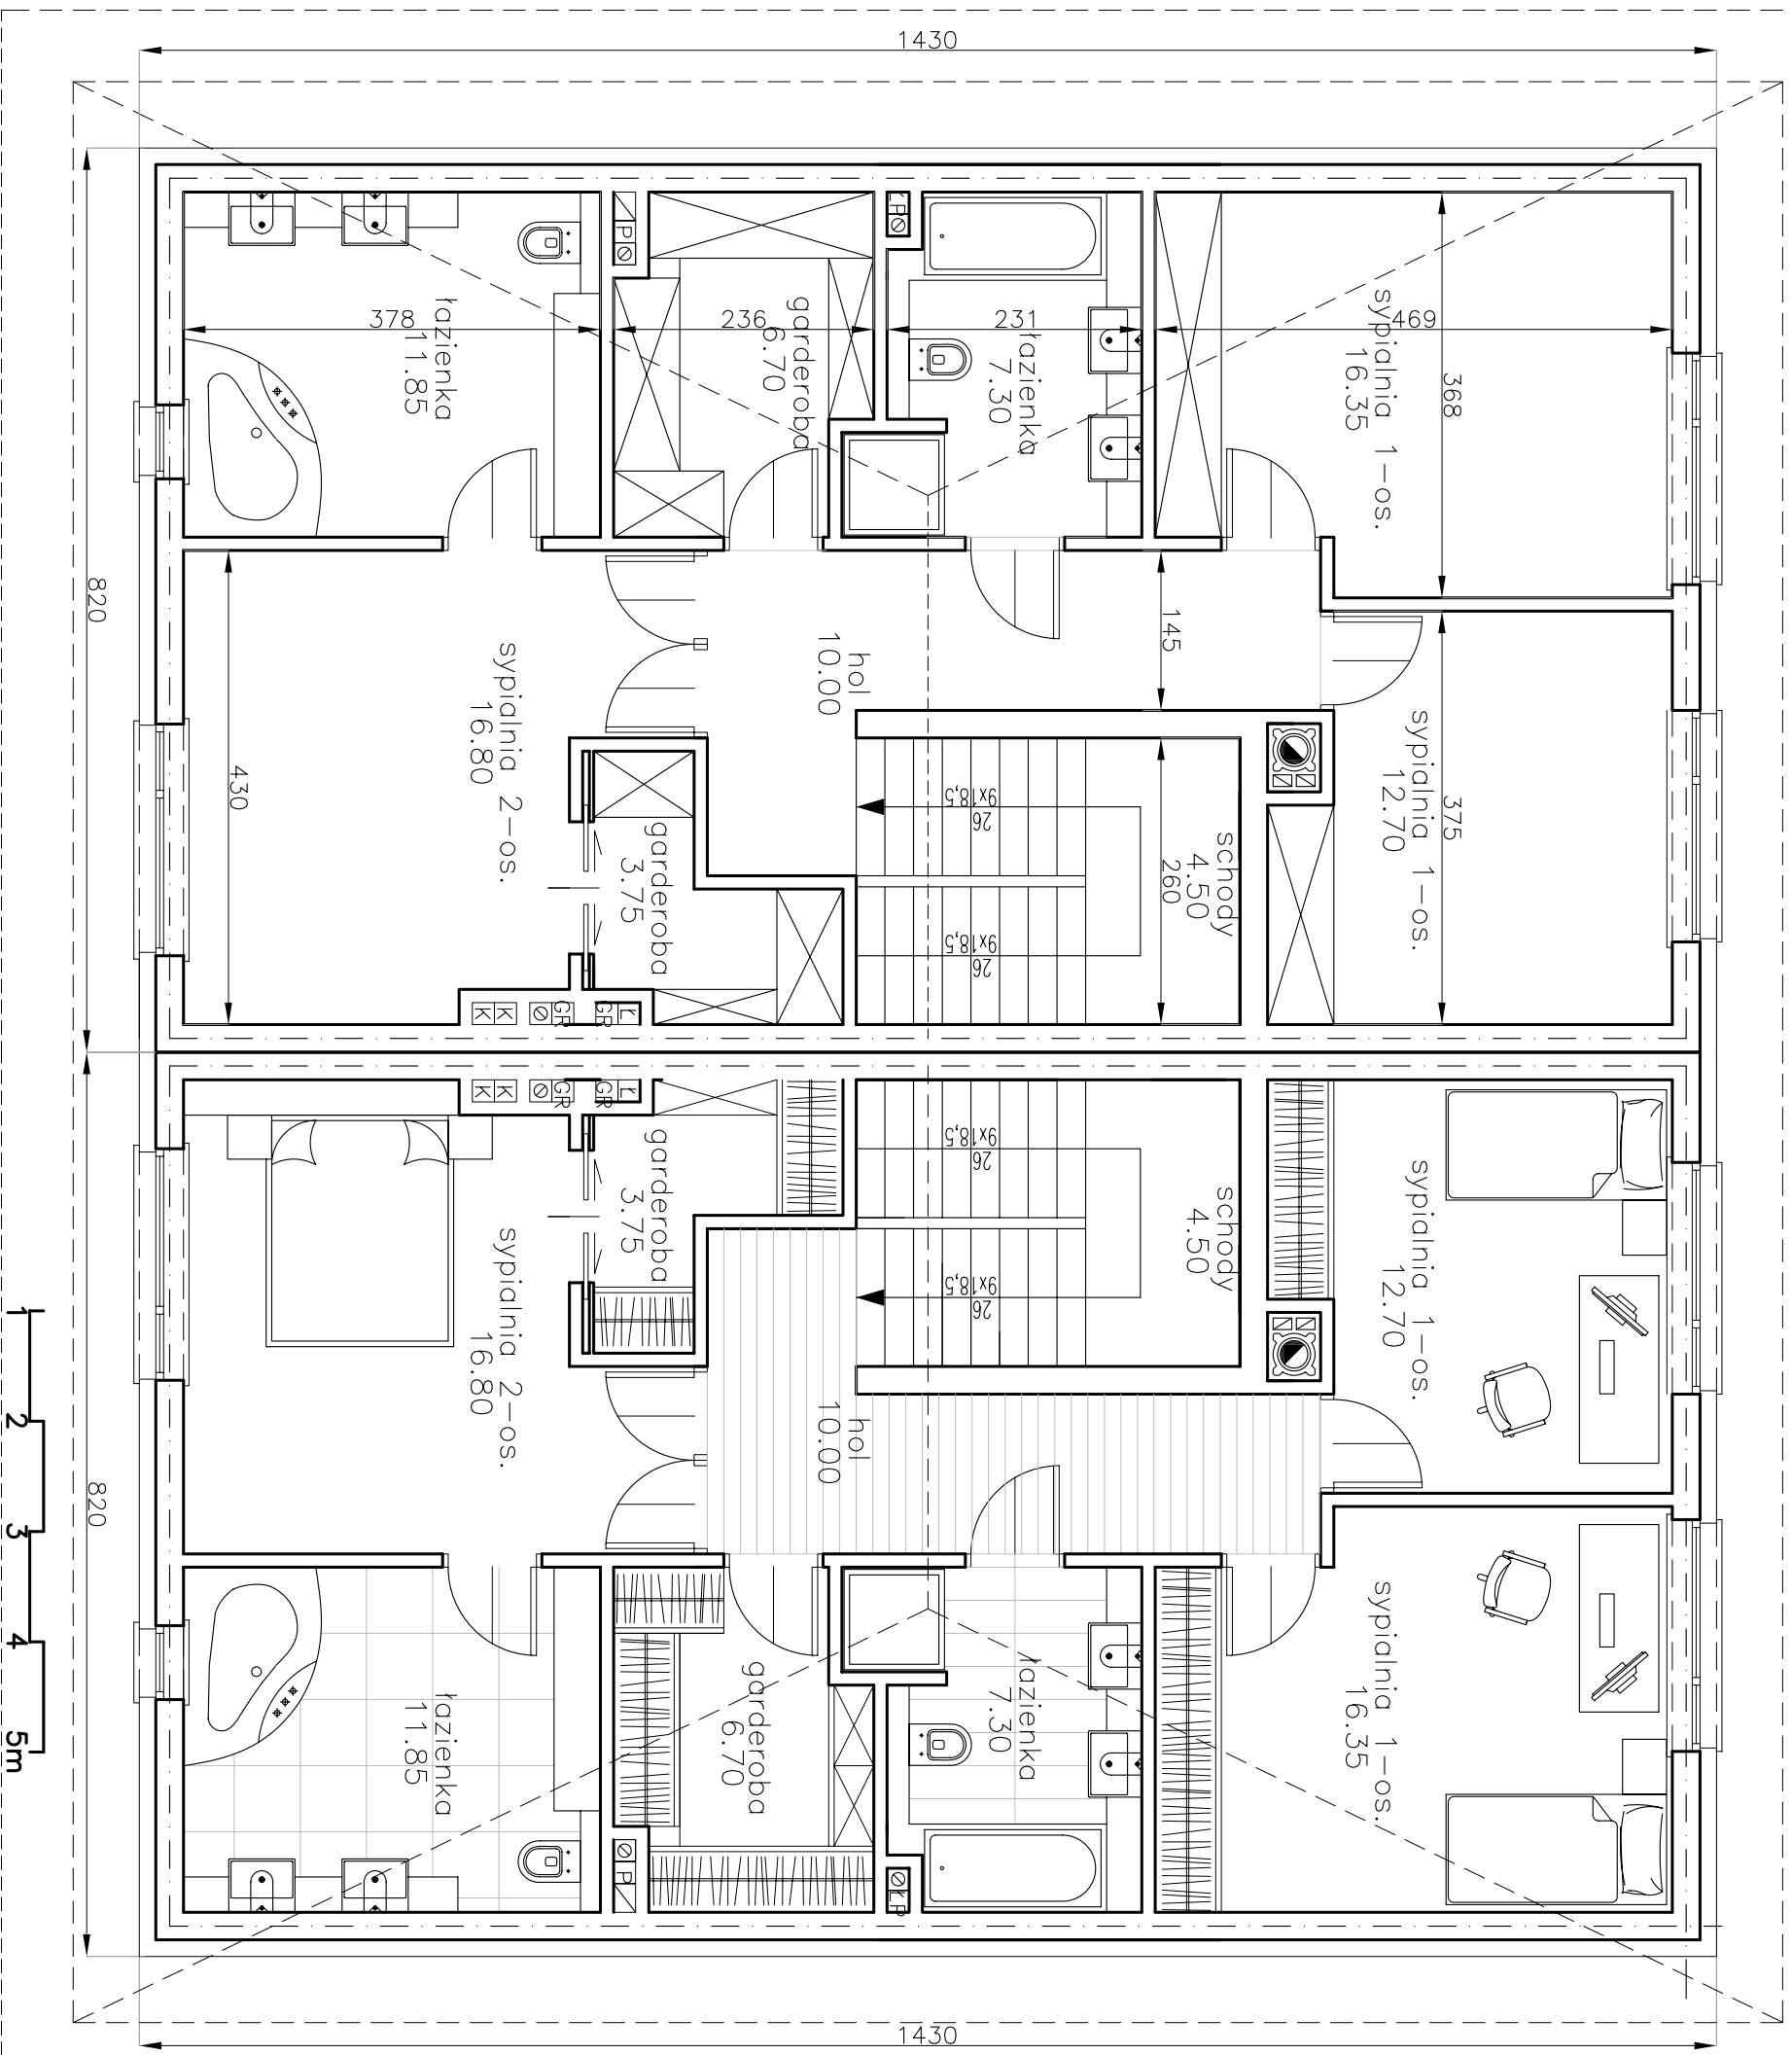 1430
820
łazienka
11.85
378
236
garderoba
6.70
231
łazienka
7.30
469
sypialnia 1-os.
16.35
368
P
ŁP
430
sypialnia 2-os.
16.80
hol
10.00
145
garderoba
3.75
9x18,5
26
9x18,5
26
schody
4.50
260
sypialnia 1-os.
12.70
375
K
K
GR
GR
Ł
820
K
K
GR
GR
Ł
sypialnia 2-os.
16.80
garderoba
3.75
9x18,5
26
9x18,5
26
schody
4.50
sypialnia 1-os.
12.70
hol
10.00
łazienka
11.85
garderoba
6.70
łazienka
7.30
sypialnia 1-os.
16.35
P
ŁP
1430
1
2
3
4
5m